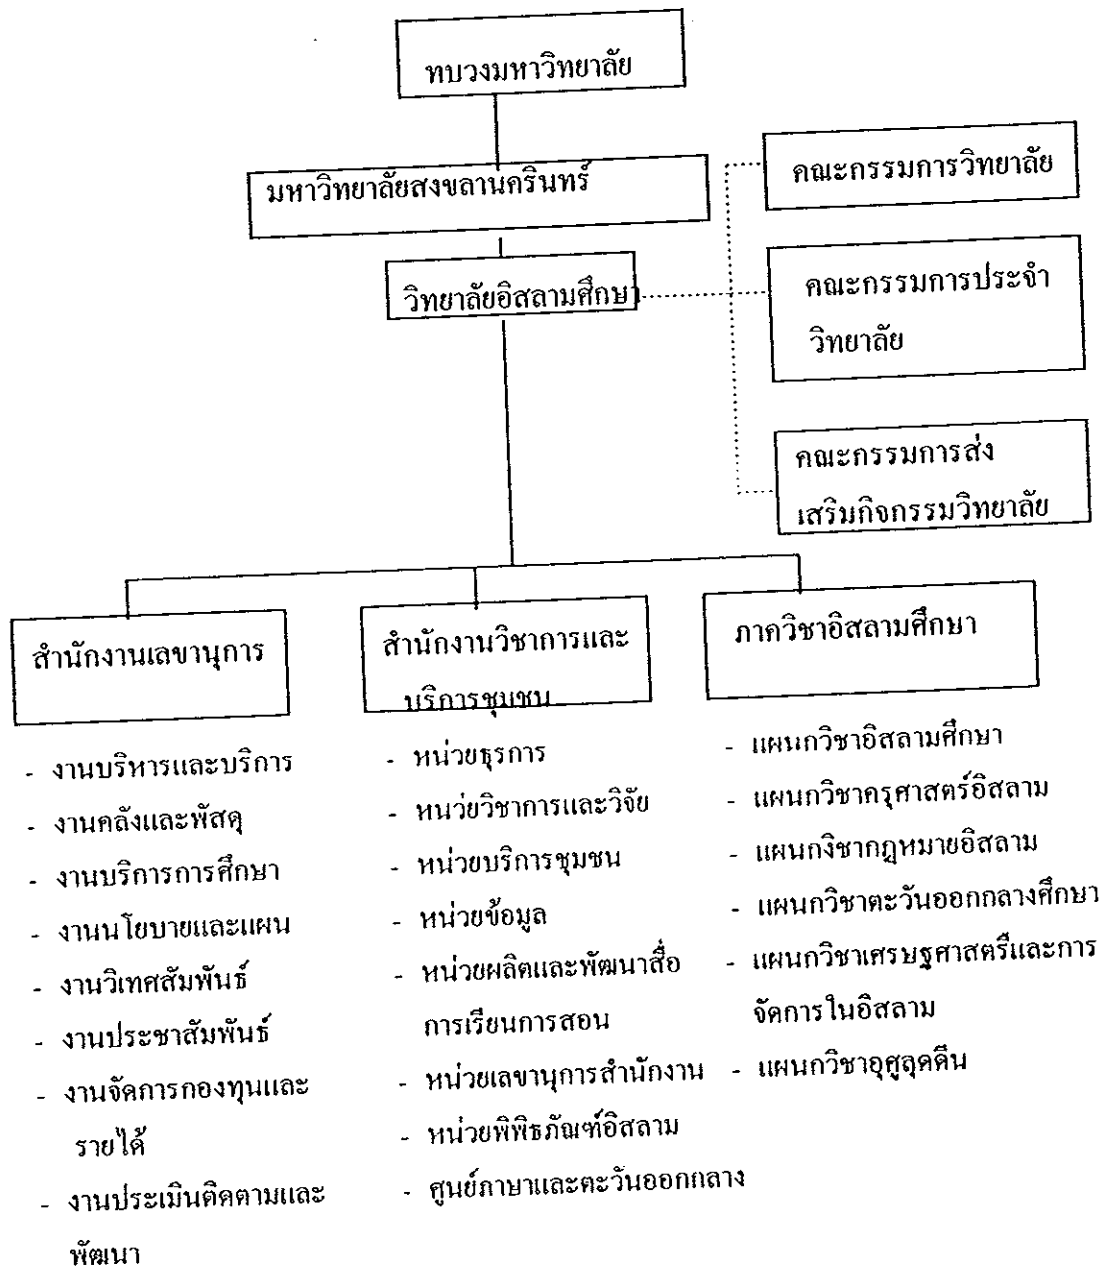 ทบวงมหาวิทยาลัย
มหาวิทยาลัยสงขลานครินทร์
วิทยาลัยอิสลามศึกษา
คณะกรรมการวิทยาลัย
คณะกรรมการประจำ
วิทยาลัย
คณะกรรมการส่ง
เสริมกิจกรรมวิทยาลัย
สำนักงานเลขานุการ
- งานบริหารและบริการ
- งานคลังและพัสดุ
- งานบริการการศึกษา
- งานนโยบายและแผน
- งานวิเทศสัมพันธ์
- งานประชาสัมพันธ์
- งานจัดการกองทุนและ
รายได้
- งานประเมินติดตามและ
พัฒนา
สำนักงานวิชาการและ
บริการชุมชน
- หน่วยธุรการ
- หนว่ยวิชาการและวิจัย
- หน่วยบริการชุมชน
- หน่วยข้อมูล
- หน่วยผลิตและพัฒนาสื่อ
การเรียนการสอน
- หน่วยเลขานุการสำนักงาน
- หน่วยพิพิธภัณฑ์อิสลาม
- ศูนย์ภาษาและตะวันออกกลาง
ภาควิชาอิสลามศึกษา
- แผนกวิชาอิสลามศึกษา
- แผนกวิชาครุศาสตร์อิสลาม
- แผนกงิชากฎหมายอิสลาม
- แผนกวิชาตะวันออกกลางศึกษา
- แผนกวิชาเศรษฐศาสตร์และการ
จัดการในอิสลาม
- แผนกวิชาอุศูลุดดีน